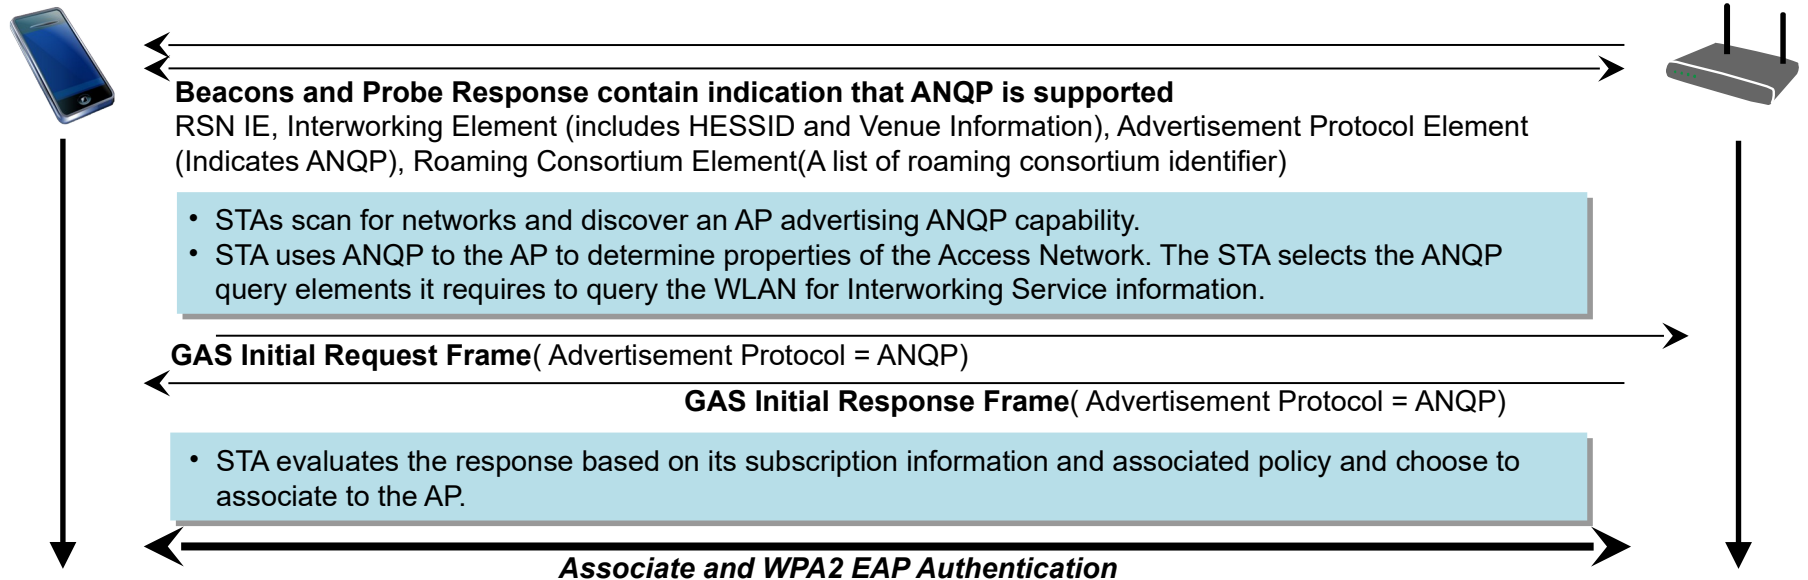 Beacons and Probe Response contain indication that ANQP is supported
RSN IE, Interworking Element (includes HESSID and Venue Information), Advertisement Protocol Element
(Indicates ANQP), Roaming Consortium Element(A list of roaming consortium identifier)
• STAs scan for networks and discover an AP advertising ANQP capability.
• STA uses ANQP to the AP to determine properties of the Access Network. The STA selects the ANQP
query elements it requires to query the WLAN for Interworking Service information.
GAS Initial Request Frame( Advertisement Protocol = ANQP)
GAS Initial Response Frame( Advertisement Protocol = ANQP)
• STA evaluates the response based on its subscription information and associated policy and choose to
associate to the AP.
Associate and WPA2 EAP Authentication